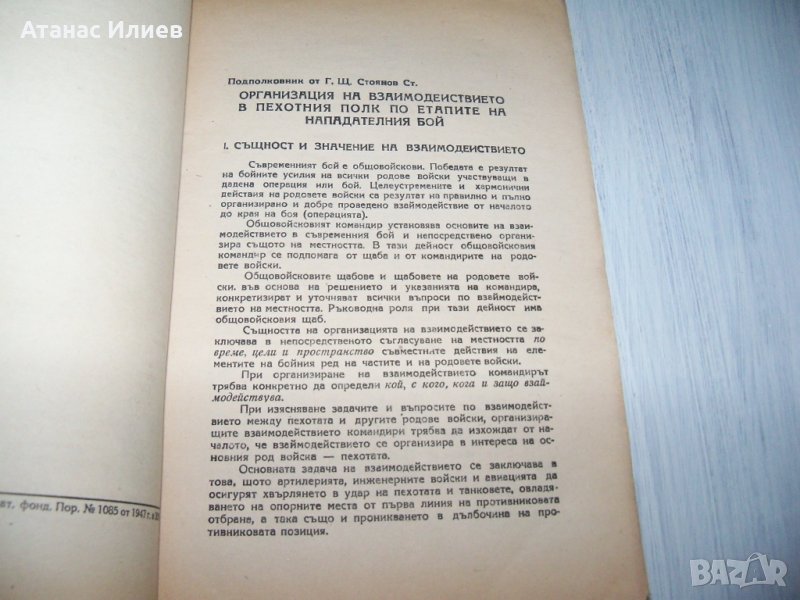 Атанас Илиев
Подполковник от Г. Щ. Стоянов Ст.
ОРГАНИЗАЦИЯ НА ВЗАИМОДЕЙСТВИЕТО
В ПЕХОТНИЯ ПОЛК ПО ЕТАПИТЕ НА
НАПАДАТЕЛНИЯ БОЙ
I. СЪЩНОСТ И ЗНАЧЕНИЕ НА ВЗАИМОДЕЙСТВИЕТО
Съвременният бой е общовойскови. Победата е резултат
на бойните усилия на всички родове войски участвуващи в
дадена операция или бой. Целеустремените и хармонични
действия на родовете войски са резултат на правилно и пълно
организирано и добре проведено взаимодействие от началото
до края на боя (операцията).
Общовойсковият командир установява основите на взаи-
модействието в съвременния бой и непосредствено органи-
зира същото на местността. В тази дейност общовойсковия
командир се подпомага от щаба и от командирите на родо-
вете войски.
Общовойсковите щабове и щабовете на родовете вой-
ски. във основа на решението и указанията на командира,
конкретизират и уточняват всички въпроси по взеймодейст-
вието на местността. Ръководна роля при тази дейност има
общовойсковия щаб.
Същността на организацията на взаимодействието се за-
ключава в непосредственото съгласуване на местността по
време, цели и пространство съвместните действия на еле-
ментите на бойния ред на частите и на родовете войски.
При организиране на взаимодействието командирът
трябва конкретно да определи кой, с кого, кога и защо взай-
модействува.
При изясняване задачите и въпросите по взаимодейст-
вието между пехотата и другите родове войски, организира-
щите взаимодействието командири трябва да изхождат от на-
чалото, че взаимодействието се организира в интереса на ос-
новния род войска — пехотата.
Основната задача на взаимодействието се заключава в
това, шото артилерията, инженерните войски и авиацията да
осигурят хвърлянето в удар на пехотата и танковете, овладя-
ването на опорните места от първа линия на противниковата
отбрана, а така също и проникването в дълбочина на про-
тивниковата позиция.
ат. фонд. Пор. № 1085 от 1947 г. в
BAZAR